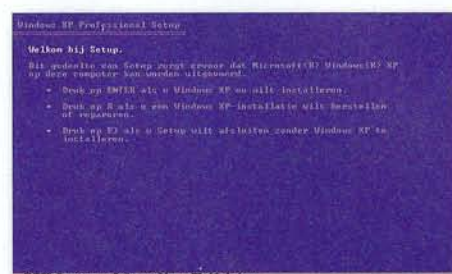 Windows XP Professional Setup
Welkom bij Setup.
Dit gedeelte van Setup zorgt ervoor dat Microsoft(R) Windows(R) XP
op deze computer kan worden uitgevoerd.
• Druk op ENTER als u Windows XP nu wilt installeren.
• Druk op R als u een Windows XP-installatie wilt herstellen
of repareren.
• Druk op F3 als u Setup wilt afsluiten zonder Windows XP te
installeren.